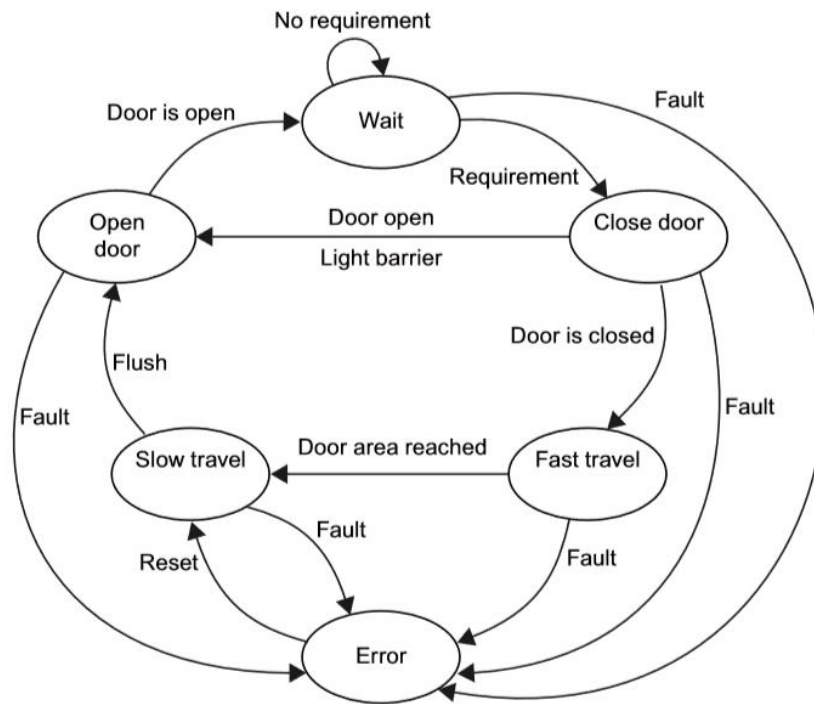 No requirement
Door is open
Wait
Fault
Requirement
Open
door
Door open
Light barrier
Close door
Door is closed
Flush
Fault
Fault
Slow travel
Door area reached
Fast travel
Fault
Reset
Fault
Error